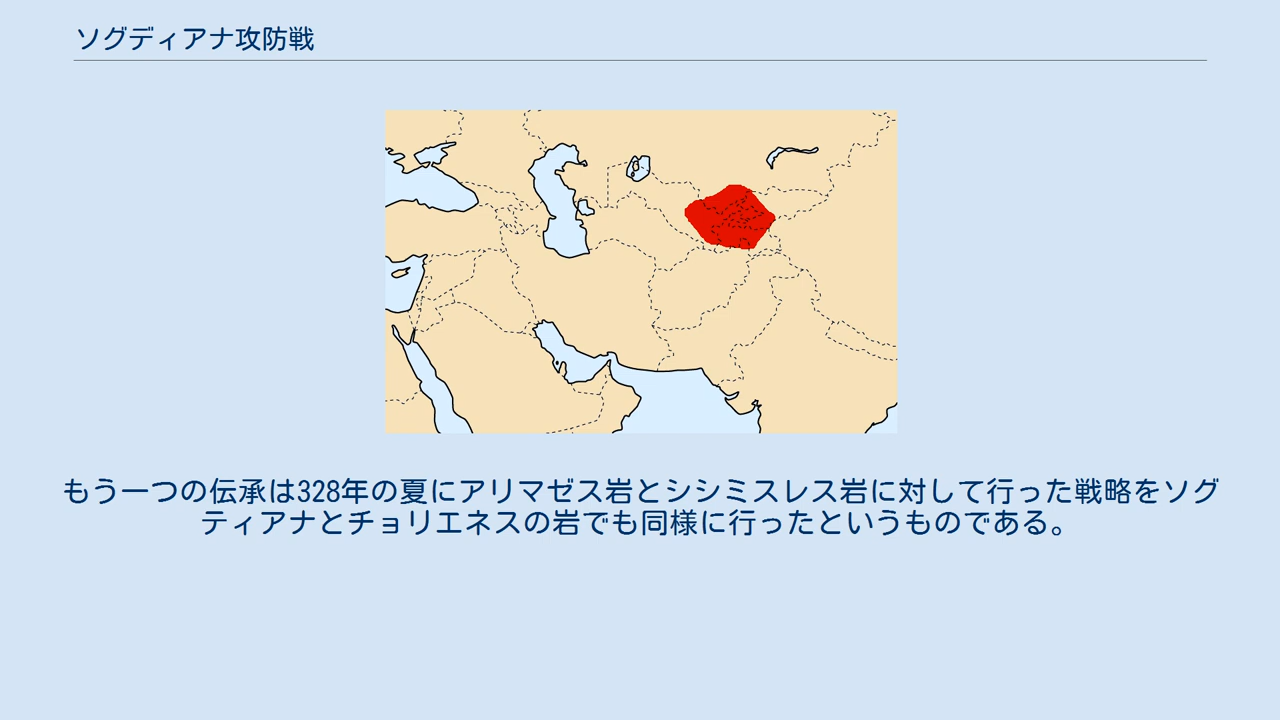 ソグディアナ攻防戦
もう一つの伝承は328年の夏にアリマゼス岩とシシミスレス岩に対して行った戦略をソグ
ティアナとチョリエネスの岩でも同様に行ったというものである。